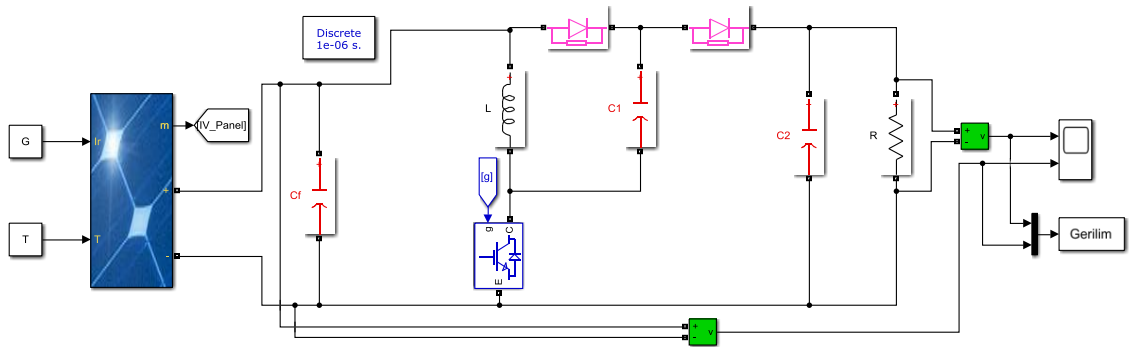 Discrete
1e-06 s.
G
T
Ir
T
m
+
-
[IV_Panel]
+
Cf
+
L
[g]
g
C
E
+
C1
+
C2
+
R
+
-
v
+
-
v
Gerilim